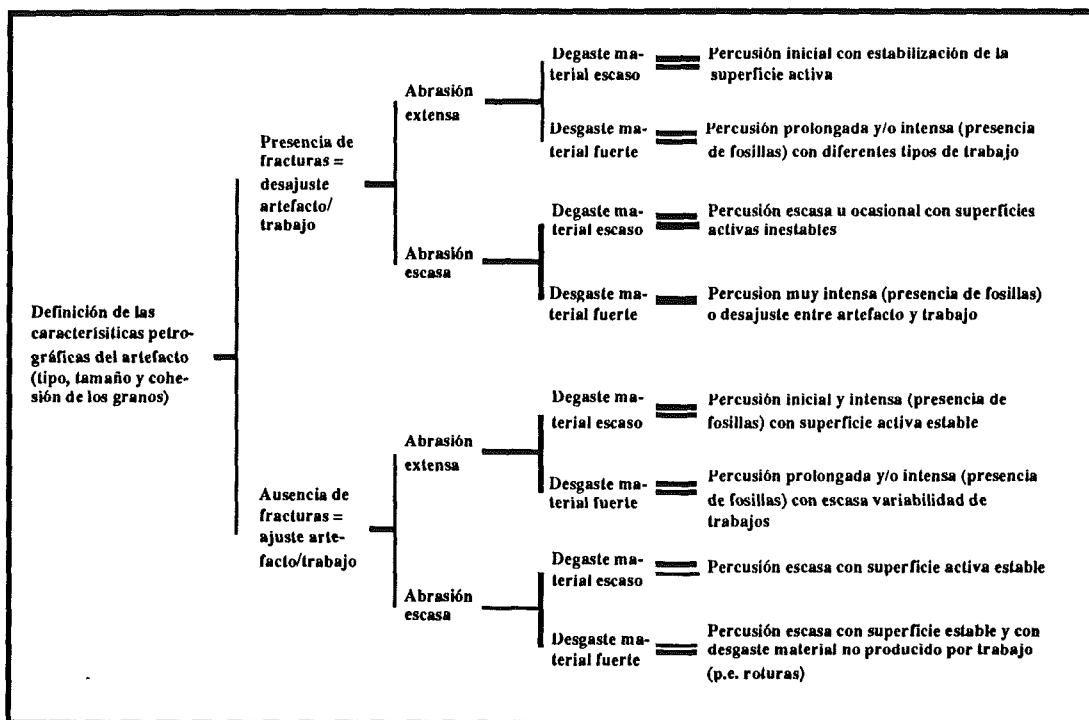 Degaste ma-
terial escaso
Percusión inicial con estabilización de la
superficie activa
Abrasión
extensa
Desgaste ma-
terial fuerte
Percusión prolongada y/o intensa (presencia
de fosillas) con diferentes tipos de trabajo
Presencia de
fracturas =
desajuste
artefacto/
trabajo
Degaste ma-
terial escaso
Percusión escasa u ocasional con superficies
activas inestables
Abrasión
escasa
Desgaste ma-
terial fuerte
Percusion muy intensa (presencia de fosillas)
o desajuste entre artefacto y trabajo
Definición de las
caracterísiticas petro-
gráficas del artefacto
(tipo, tamaño y cohe-
sión de los granos)
Degaste ma-
terial escaso
Percusión inicial y intensa (presencia de
fosillas) con superficie activa estable
Abrasión
extensa
Desgaste ma-
terial fuerte
Percusión prolongada y/o intensa (presencia
de fosillas) con escasa variabilidad de
trabajos
Ausencia de
fracturas =
ajuste arte-
facto/trabajo
Degaste ma-
terial escaso
Percusión escasa con superficie activa estable
Abrasión
escasa
Desgaste ma-
terial fuerte
Percusión escasa con superficie estable y con
desgaste material no producido por trabajo
(p.e. roturas)